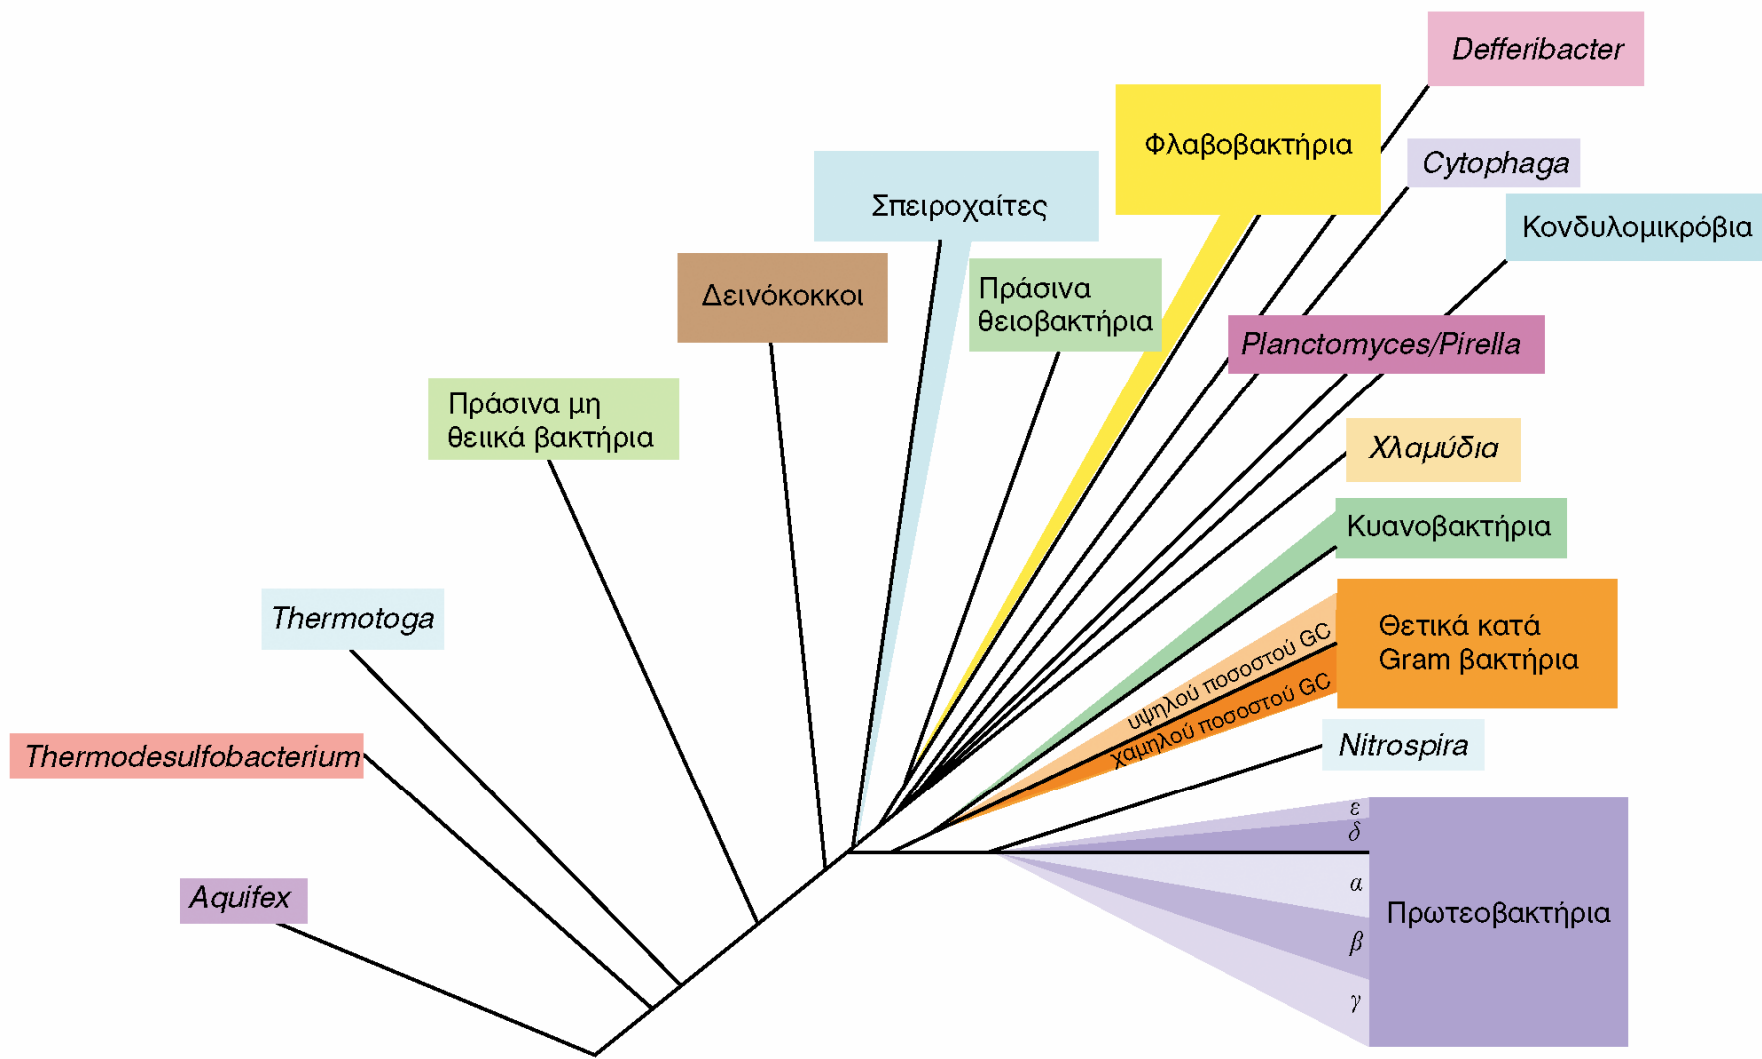 Defferibacter
Φλαβοβακτήρια
Cytophaga
Σπειροχαίτες
Κονδυλομικρόβια
Δεινόκοκκοι
Πράσινα
θειοβακτήρια
Planctomyces/Pirella
Πράσινα μη
θειικά βακτήρια
Χλαμύδια
Κυανοβακτήρια
Thermotoga
υψηλού ποσοστού GC
χαμηλού ποσοστού GC
Θετικά κατά
Gram βακτήρια
Thermodesulfobacterium
Nitrospira
ε
δ
α
β
γ
Πρωτεοβακτήρια
Aquifex